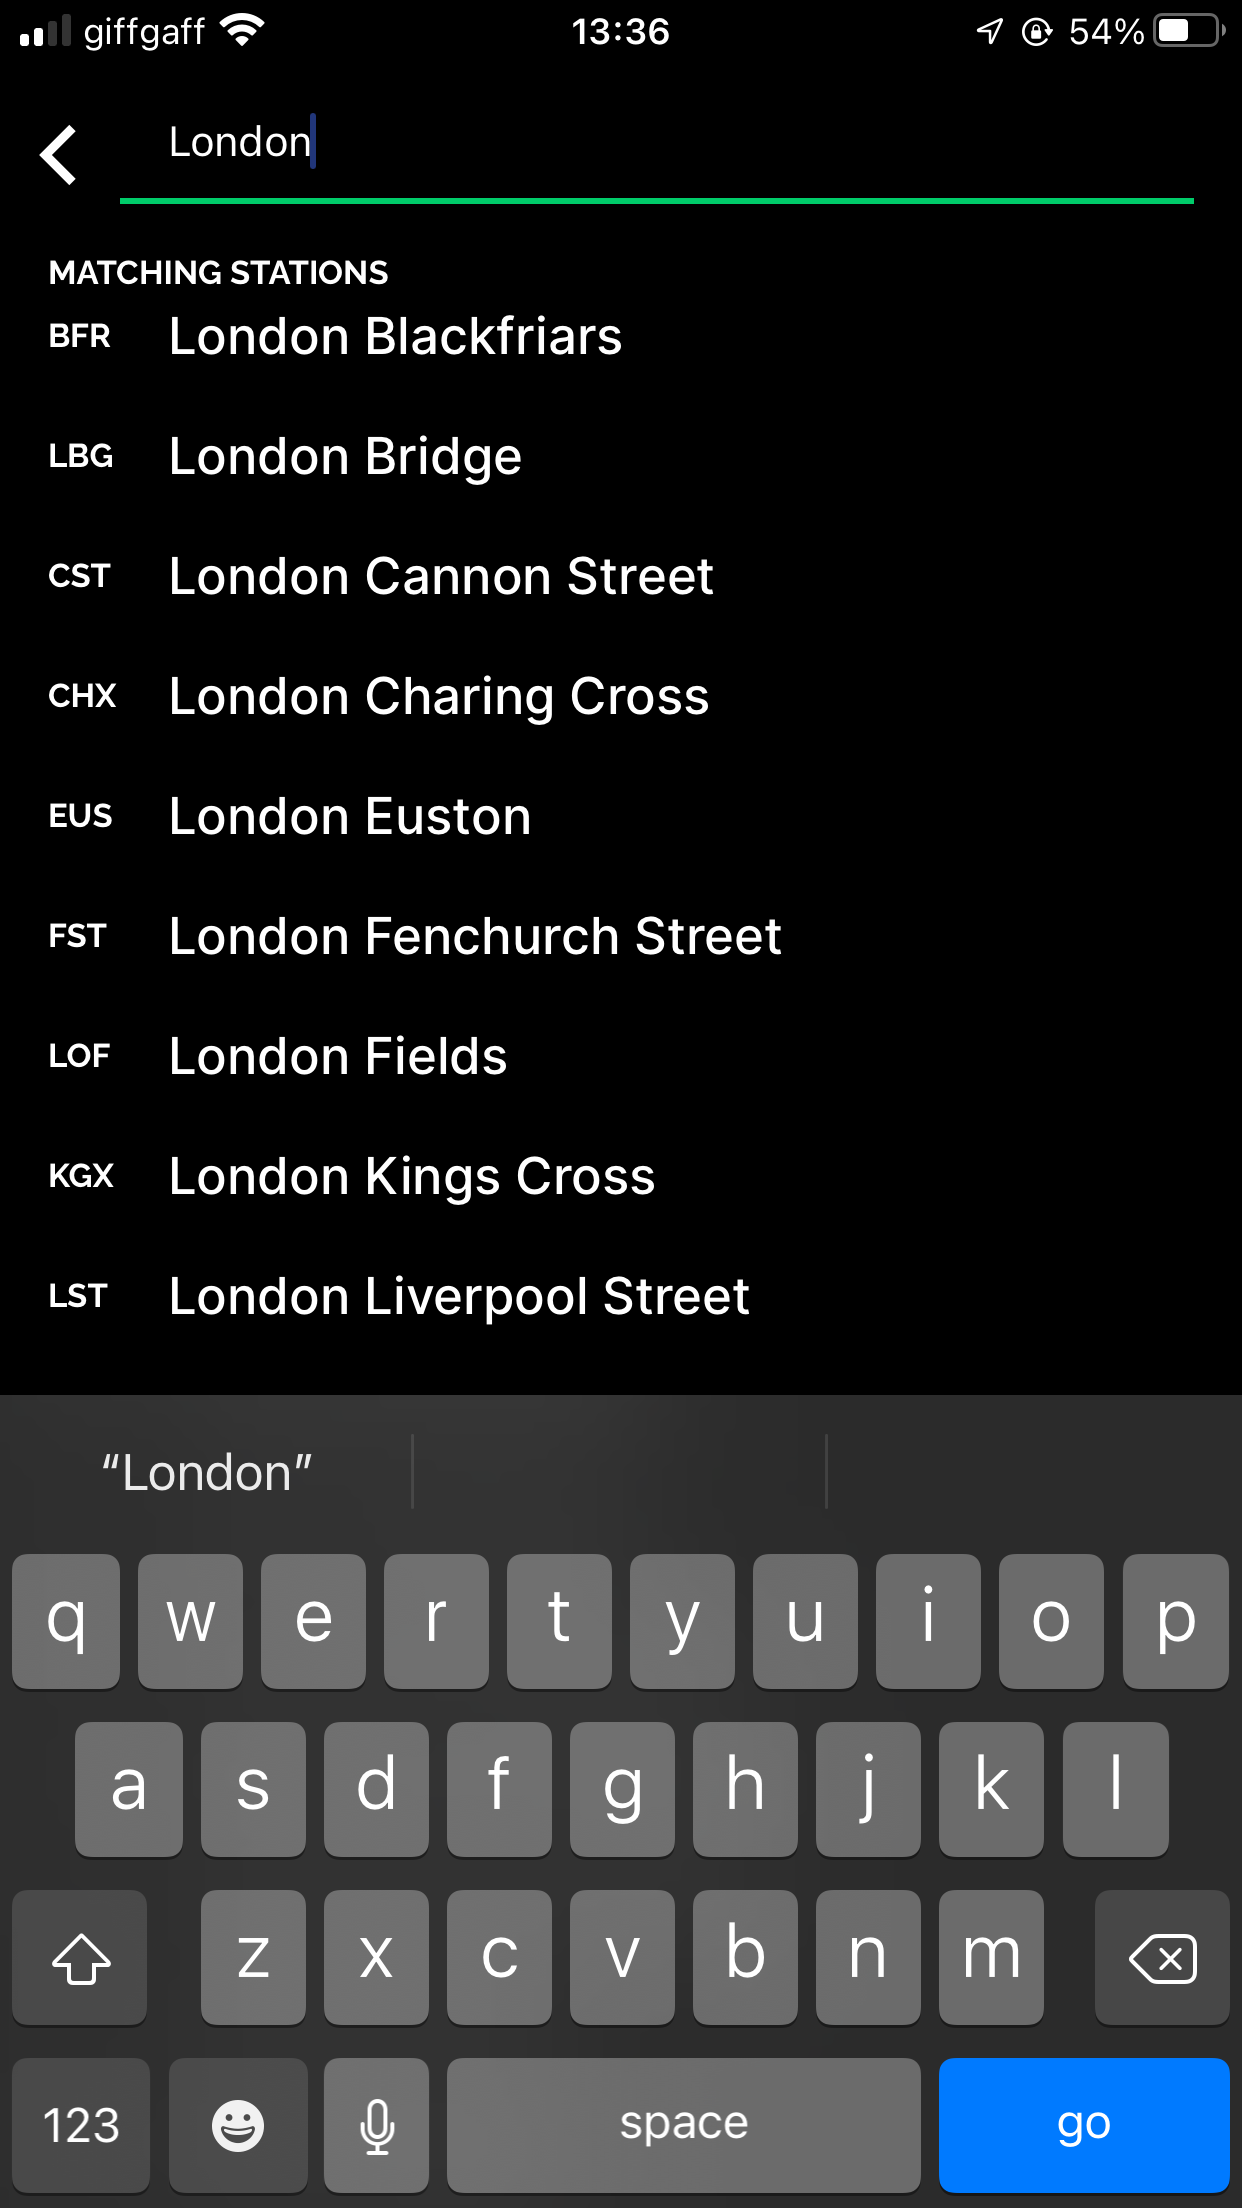 giffgaff 13:36 54%
London
MATCHING STATIONS
BFR London Blackfriars
LBG London Bridge
CST London Cannon Street
CHX London Charing Cross
EUS London Euston
FST London Fenchurch Street
LOF London Fields
KGX London Kings Cross
LST London Liverpool Street
“London”
q w e r t y u i o p
a s d f g h j k l
z x c v b n m
123 space go